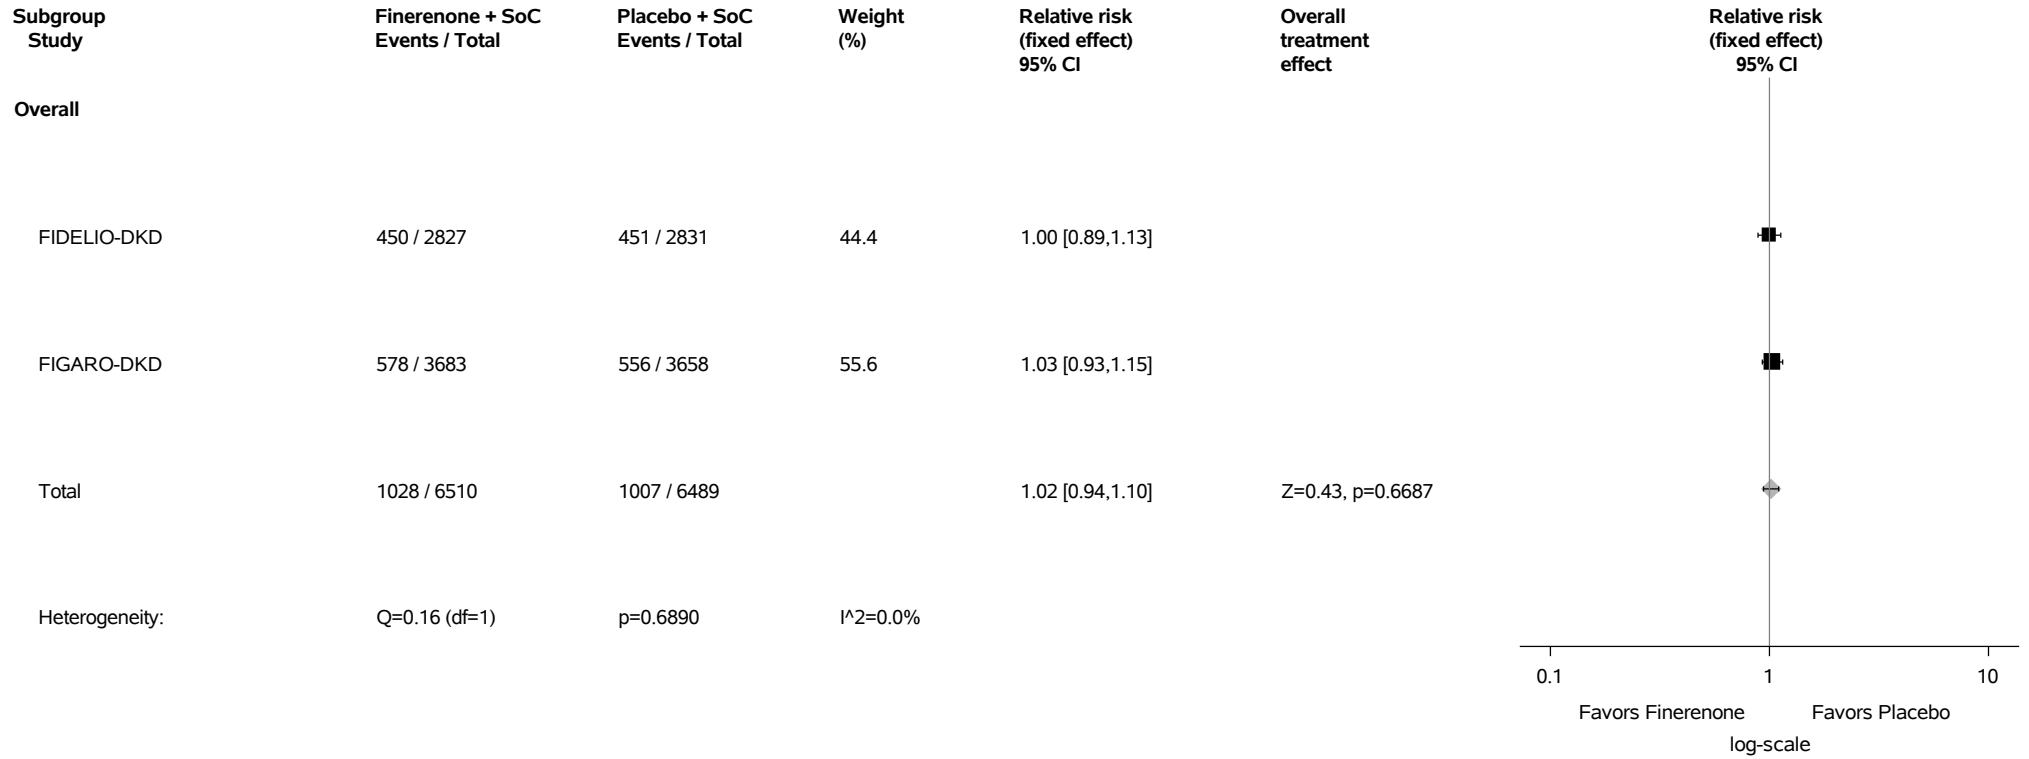 Subgroup Finerenone + SoC Placebo + SoC Weight Relative risk Overall Relative risk
Study Events / Total Events / Total (%) (fixed effect) treatment (fixed effect)
95% CI effect 95% CI
Overall
FIDELIO-DKD 450 / 2827 451 / 2831 44.4 1.00 [0.89,1.13]
FIGARO-DKD 578 / 3683 556 / 3658 55.6 1.03 [0.93,1.15]
Total 1028 / 6510 1007 / 6489 1.02 [0.94,1.10] Z=0.43, p=0.6687
Heterogeneity: Q=0.16 (df=1) p=0.6890 I^2=0.0%
0.1 1 10
Favors Finerenone Favors Placebo
log-scale